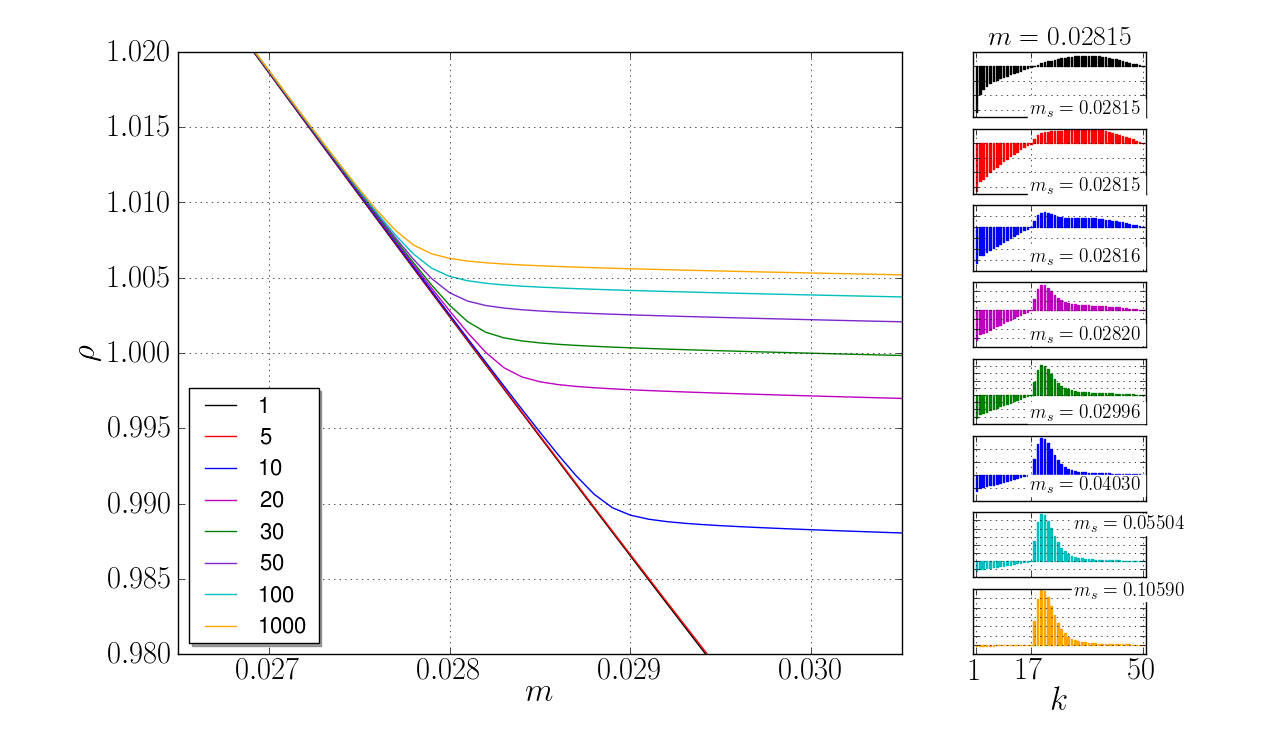 1.020
1.015
1.010
1.005
1.000
0.995
0.990
0.985
0.980
ρ
0.027 0.028 0.029 0.030
m
1
5
10
20
30
50
100
1000
m = 0.02815
m_s = 0.02815
m_s = 0.02815
m_s = 0.02816
m_s = 0.02820
m_s = 0.02996
m_s = 0.04030
m_s = 0.05504
m_s = 0.10590
1 17 50
k